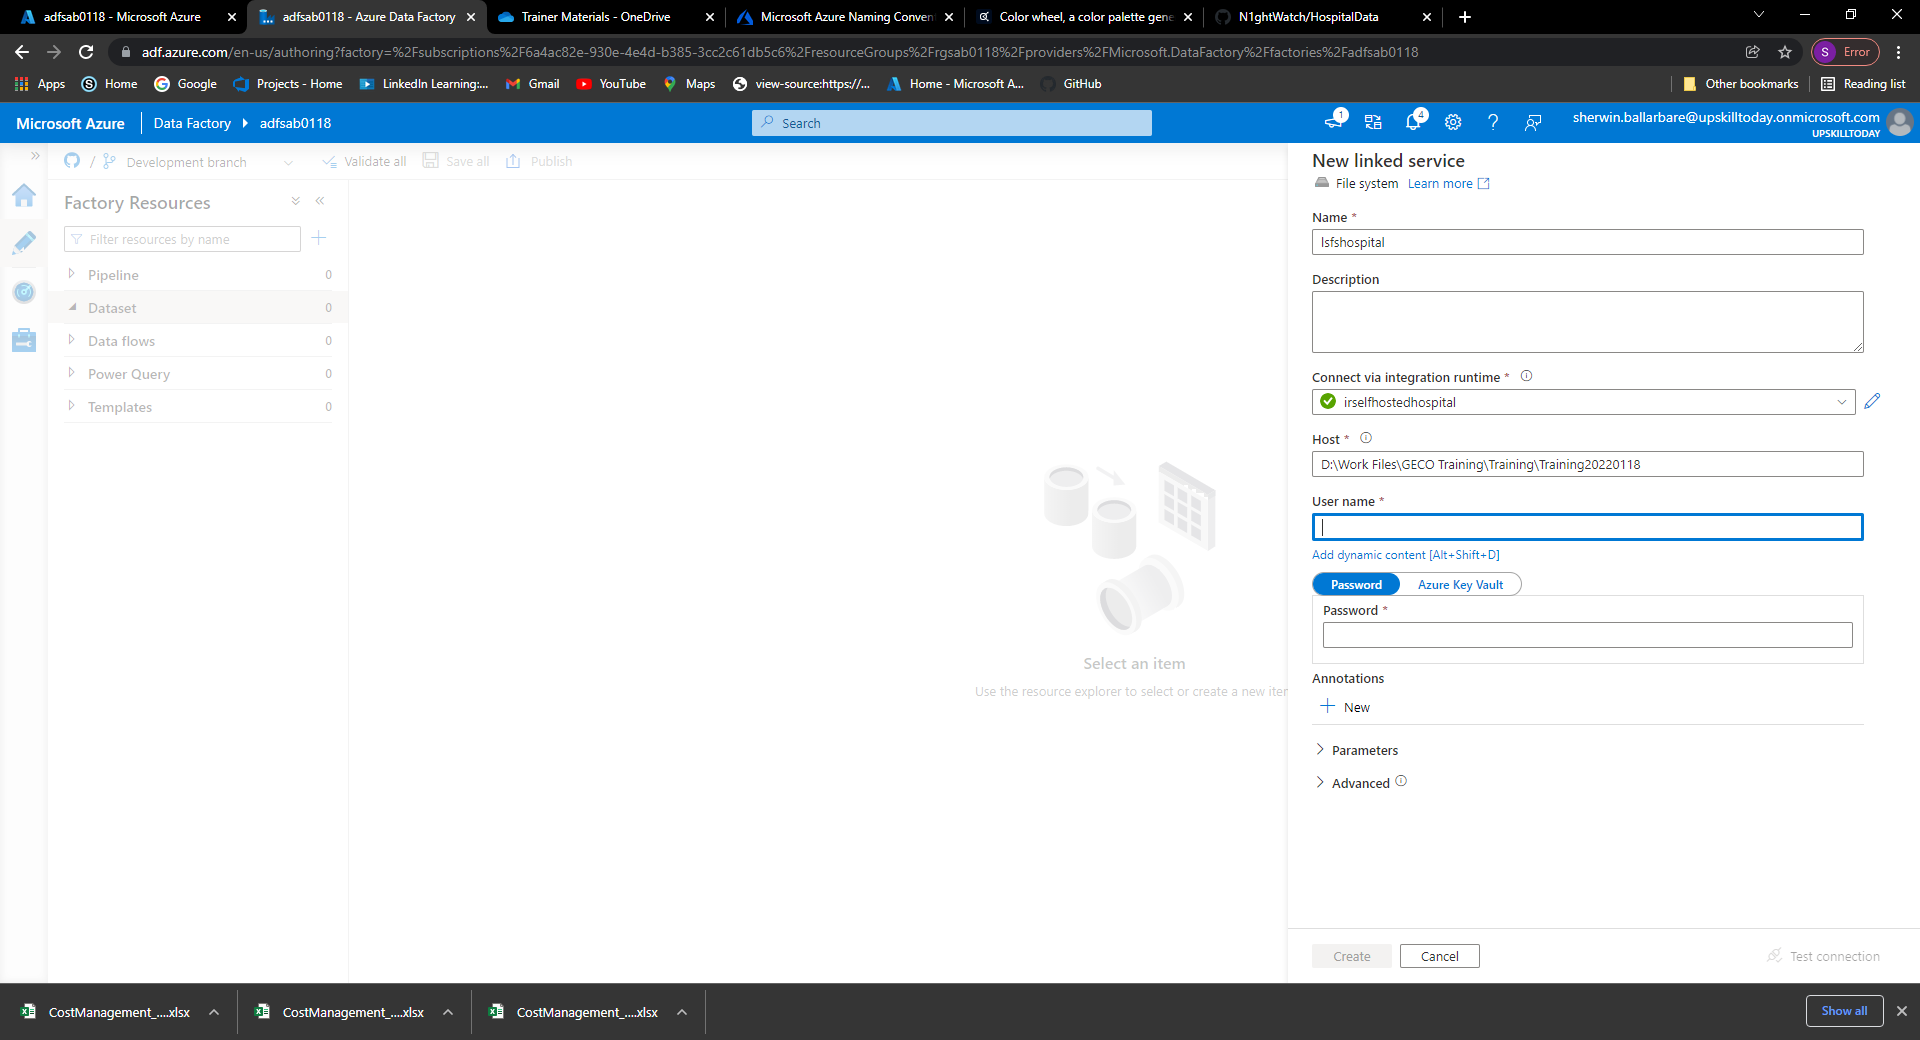 adfsab0118 - Microsoft Azure
adfsab0118 - Azure Data Factory
Trainer Materials - OneDrive
Microsoft Azure Naming Conven
Color wheel, a color palette gene
N1ghtWatch/HospitalData
adf.azure.com/en-us/authoring?factory=%2Fsubscriptions%2F6a4ac82e-930e-4e4d-b385-3cc2c61db5c6%2FresourceGroups%2Frgsab0118%2Fproviders%2FMicrosoft.DataFactory%2Ffactories%2Fadfsab0118
S Error
Apps
Home
Google
Projects - Home
LinkedIn Learning:...
Gmail
YouTube
Maps
view-source:https://...
Home - Microsoft A...
GitHub
Other bookmarks
Reading list
Microsoft Azure
Data Factory
adfsab0118
Search
1
4
sherwin.ballarbare@upskilltoday.onmicrosoft.com
UPSKILLTODAY
/
Development branch
Validate all
Save all
Publish
Factory Resources
Filter resources by name
Pipeline 0
Dataset 0
Data flows 0
Power Query 0
Templates 0
Select an item
Use the resource explorer to select or create a new iter
New linked service
File system Learn more
Name *
lsfshospital
Description
Connect via integration runtime *
irselfhostedhospital
Host *
D:\Work Files\GECO Training\Training\Training20220118
User name *
Add dynamic content [Alt+Shift+D]
Password
Azure Key Vault
Password *
Annotations
New
Parameters
Advanced
Create
Cancel
Test connection
CostManagement_....xlsx
CostManagement_....xlsx
CostManagement_....xlsx
Show all